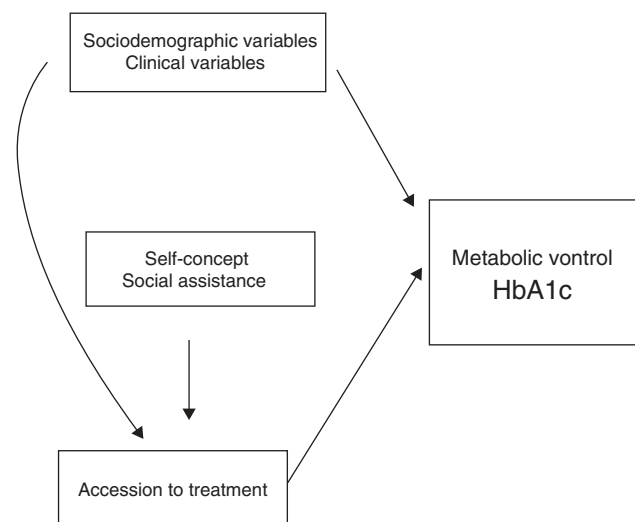 Sociodemographic variables
Clinical variables
Self-concept
Social assistance
Metabolic vontrol
HbA1c
Accession to treatment